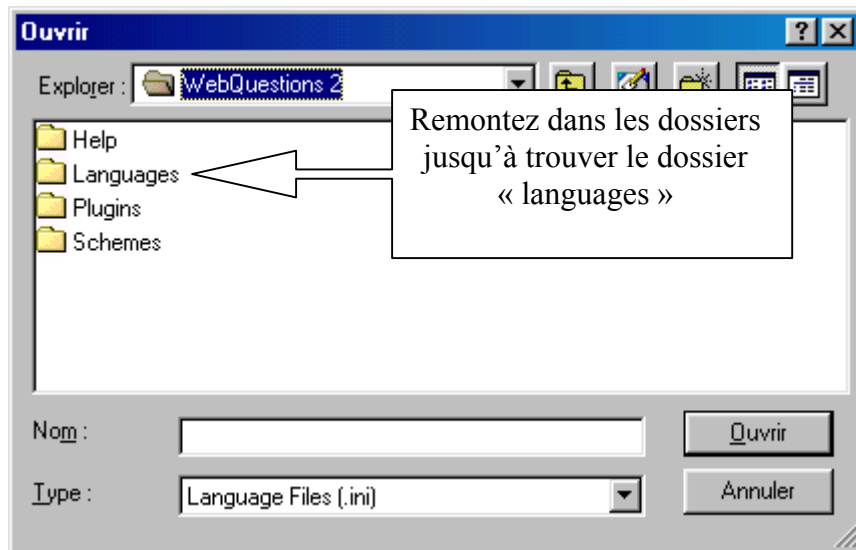 Ouvrir
Explorer : WebQuestions 2
Remontez dans les dossiers
jusqu’à trouver le dossier
« languages »
Help
Languages
Plugins
Schemes
Nom :
Ouvrir
Type :
Language Files (.ini)
Annuler